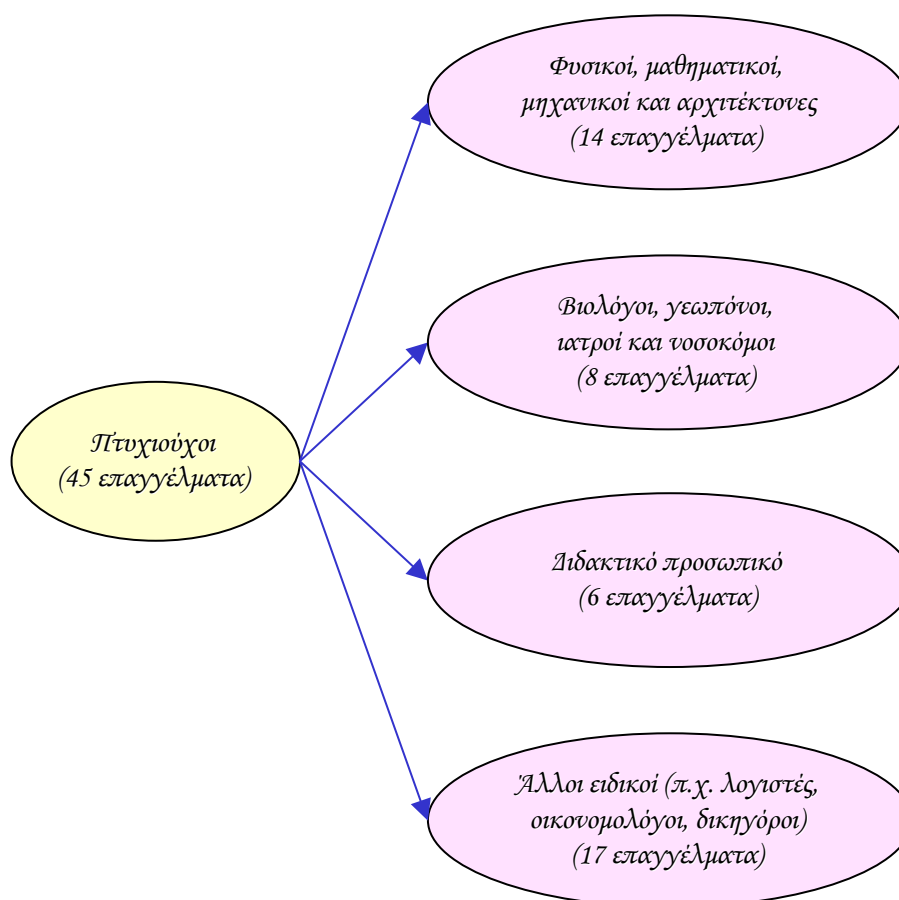 Φυσικοί, μαθηματικοί,
μηχανικοί και αρχιτέκτονες
(14 επαγγέλματα)
Βιολόγοι, γεωπόνοι,
ιατροί και νοσοκόμοι
(8 επαγγέλματα)
Πτυχιούχοι
(45 επαγγέλματα)
Διδακτικό προσωπικό
(6 επαγγέλματα)
Άλλοι ειδικοί (π.χ. λογιστές,
οικονομολόγοι, δικηγόροι)
(17 επαγγέλματα)